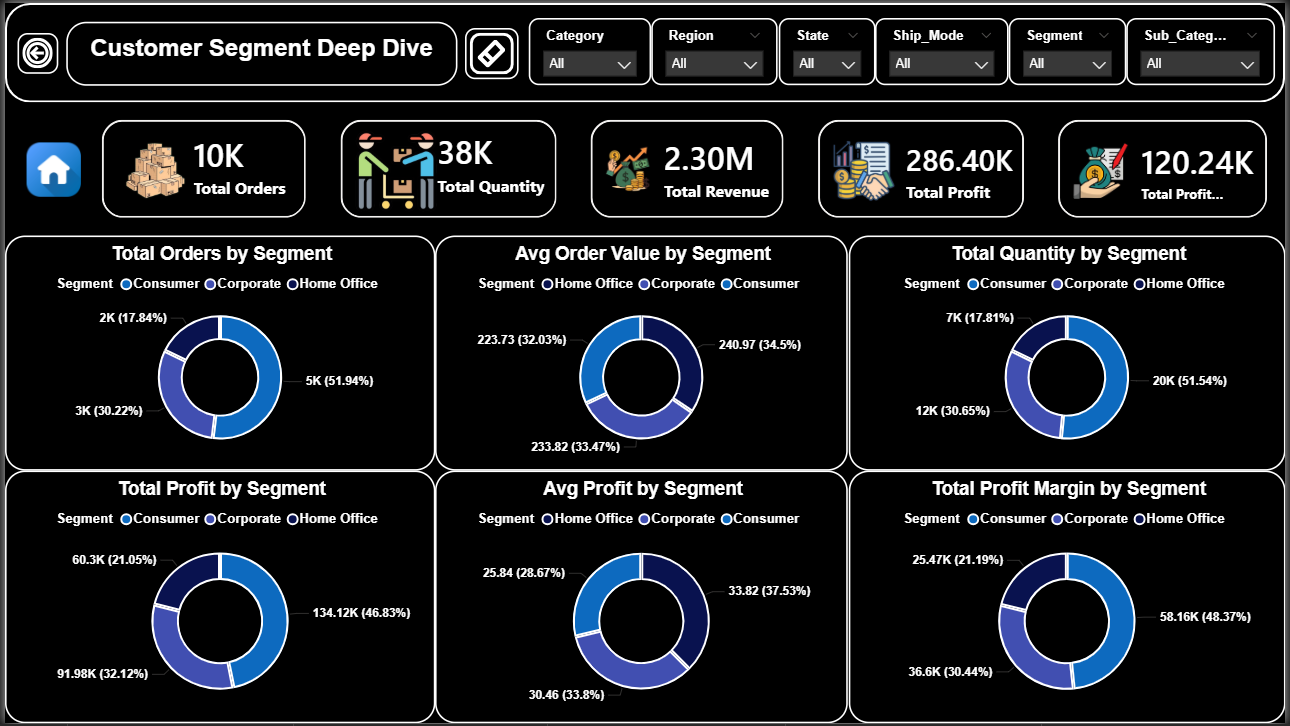 Customer Segment Deep Dive
Category
Region
State
Ship_Mode
Segment
Sub_Categ...
All
All
All
All
All
All
10K
Total Orders
38K
Total Quantity
2.30M
Total Revenue
286.40K
Total Profit
120.24K
Total Profit...
Total Orders by Segment
Segment Consumer Corporate Home Office
2K (17.84%)
5K (51.94%)
3K (30.22%)
Avg Order Value by Segment
Segment Home Office Corporate Consumer
223.73 (32.03%)
240.97 (34.5%)
233.82 (33.47%)
Total Quantity by Segment
Segment Consumer Corporate Home Office
7K (17.81%)
20K (51.54%)
12K (30.65%)
Total Profit by Segment
Segment Consumer Corporate Home Office
60.3K (21.05%)
134.12K (46.83%)
91.98K (32.12%)
Avg Profit by Segment
Segment Home Office Corporate Consumer
25.84 (28.67%)
33.82 (37.53%)
30.46 (33.8%)
Total Profit Margin by Segment
Segment Consumer Corporate Home Office
25.47K (21.19%)
58.16K (48.37%)
36.6K (30.44%)